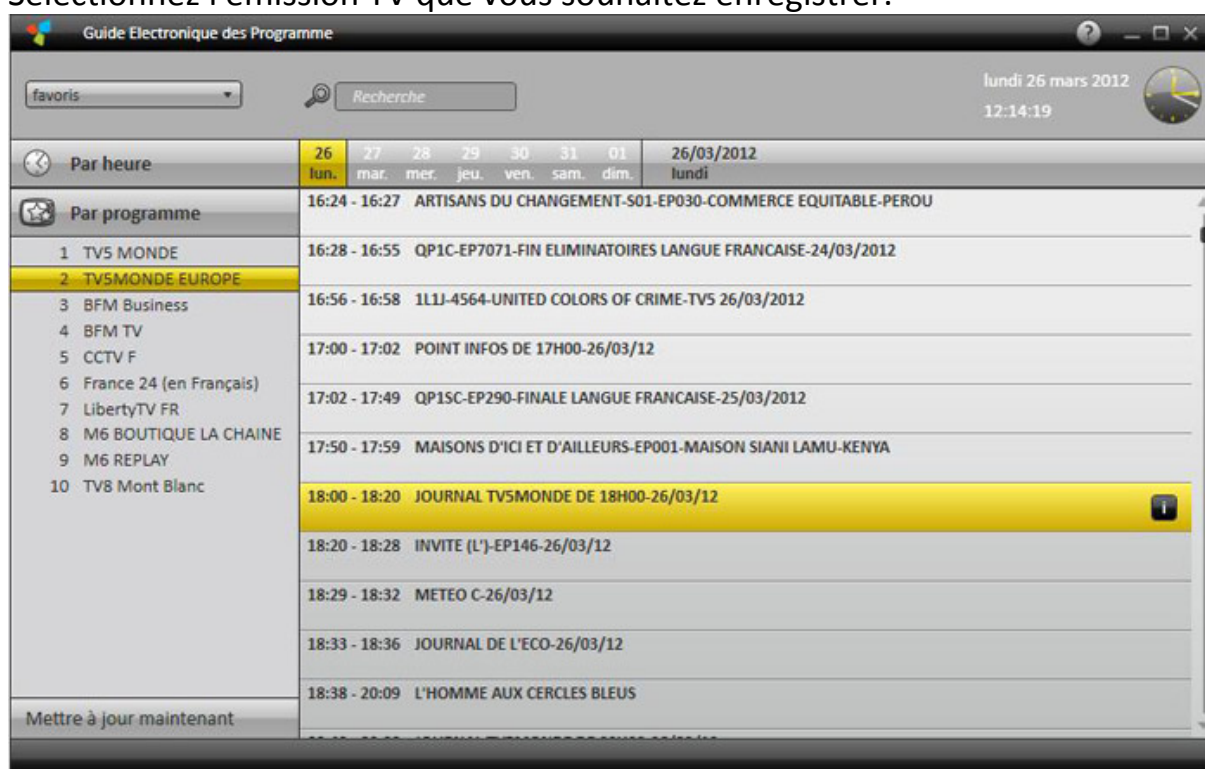 Sélectionnez l'émission TV que vous souhaitez enregistrer.
Guide Electronique des Programme
favoris
Recherche
lundi 26 mars 2012
12:14:19
Par heure
26 27 28 29 30 31 01
lun. mar. mer. jeu. ven. sam. dim.
26/03/2012
lundi
Par programme
1 TV5 MONDE
2 TV5MONDE EUROPE
3 BFM Business
4 BFM TV
5 CCTV F
6 France 24 (en Français)
7 LibertyTV FR
8 M6 BOUTIQUE LA CHAINE
9 M6 REPLAY
10 TV8 Mont Blanc
Mettre à jour maintenant
16:24 - 16:27 ARTISANS DU CHANGEMENT-S01-EP030-COMMERCE EQUITABLE-PEROU
16:28 - 16:55 QP1C-EP7071-FIN ELIMINATOIRES LANGUE FRANCAISE-24/03/2012
16:56 - 16:58 1L1J-4564-UNITED COLORS OF CRIME-TV5 26/03/2012
17:00 - 17:02 POINT INFOS DE 17H00-26/03/12
17:02 - 17:49 QP1SC-EP290-FINALE LANGUE FRANCAISE-25/03/2012
17:50 - 17:59 MAISONS D'ICI ET D'AILLEURS-EP001-MAISON SIANI LAMU-KENYA
18:00 - 18:20 JOURNAL TV5MONDE DE 18H00-26/03/12
18:20 - 18:28 INVITE (L')-EP146-26/03/12
18:29 - 18:32 METEO C-26/03/12
18:33 - 18:36 JOURNAL DE L'ECO-26/03/12
18:38 - 20:09 L'HOMME AUX CERCLES BLEUS